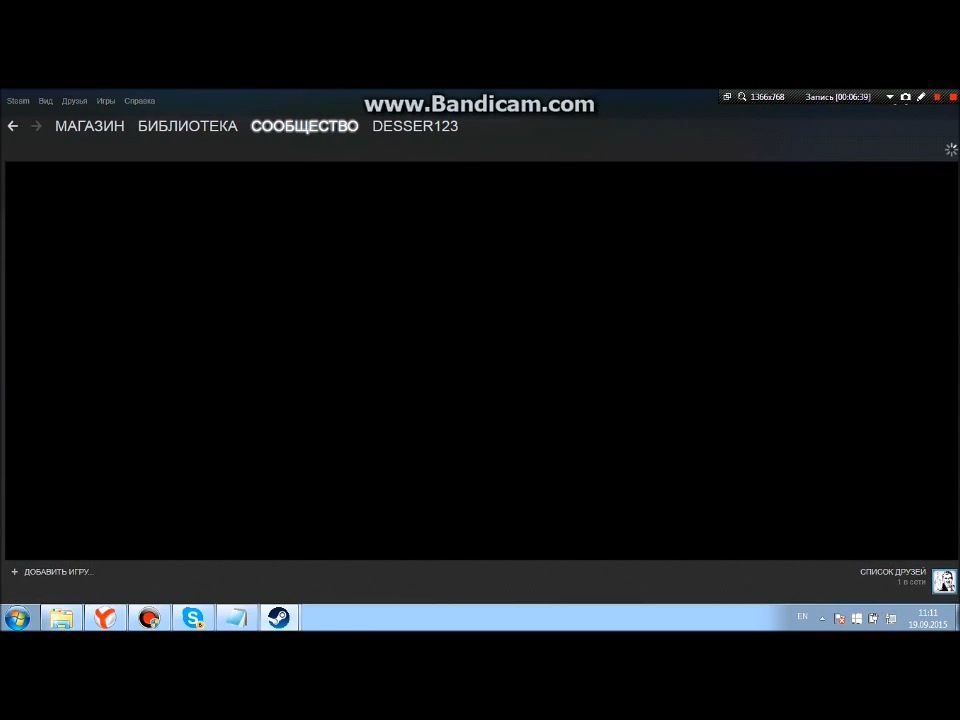 www.Bandicam.com
Steam Вид Друзья Игры Справка
1366x768 Запись [00:06:39]
МАГАЗИН БИБЛИОТЕКА СООБЩЕСТВО DESSER123
+ ДОБАВИТЬ ИГРУ...
СПИСОК ДРУЗЕЙ
1 в сети
EN
11:11
19.09.2015